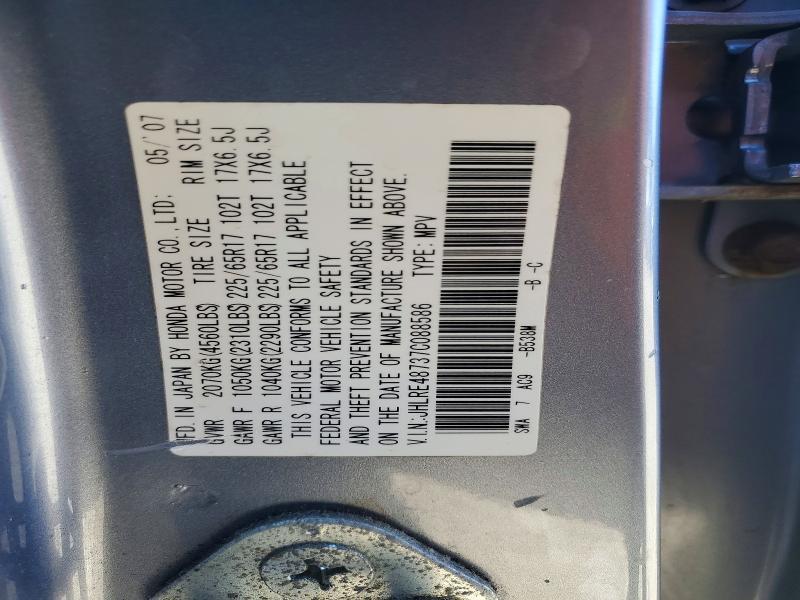 MFD. IN JAPAN BY HONDA MOTOR CO., LTD: 05/'07
GVWR 2070KG(4560LBS) TIRE SIZE RIM SIZE
GAWR F 1050KG(2310LBS)225/65R17 102T 17X6.5J
GAWR R 1040KG(2290LBS)225/65R17 102T 17X6.5J
THIS VEHICLE CONFORMS TO ALL APPLICABLE
FEDERAL MOTOR VEHICLE SAFETY
AND THEFT PREVENTION STANDARDS IN EFFECT
ON THE DATE OF MANUFACTURE SHOWN ABOVE.
V.I.N:JHLRE48737C088586 TYPE: MPV
SWA 7 AC9 -B538M -B -C